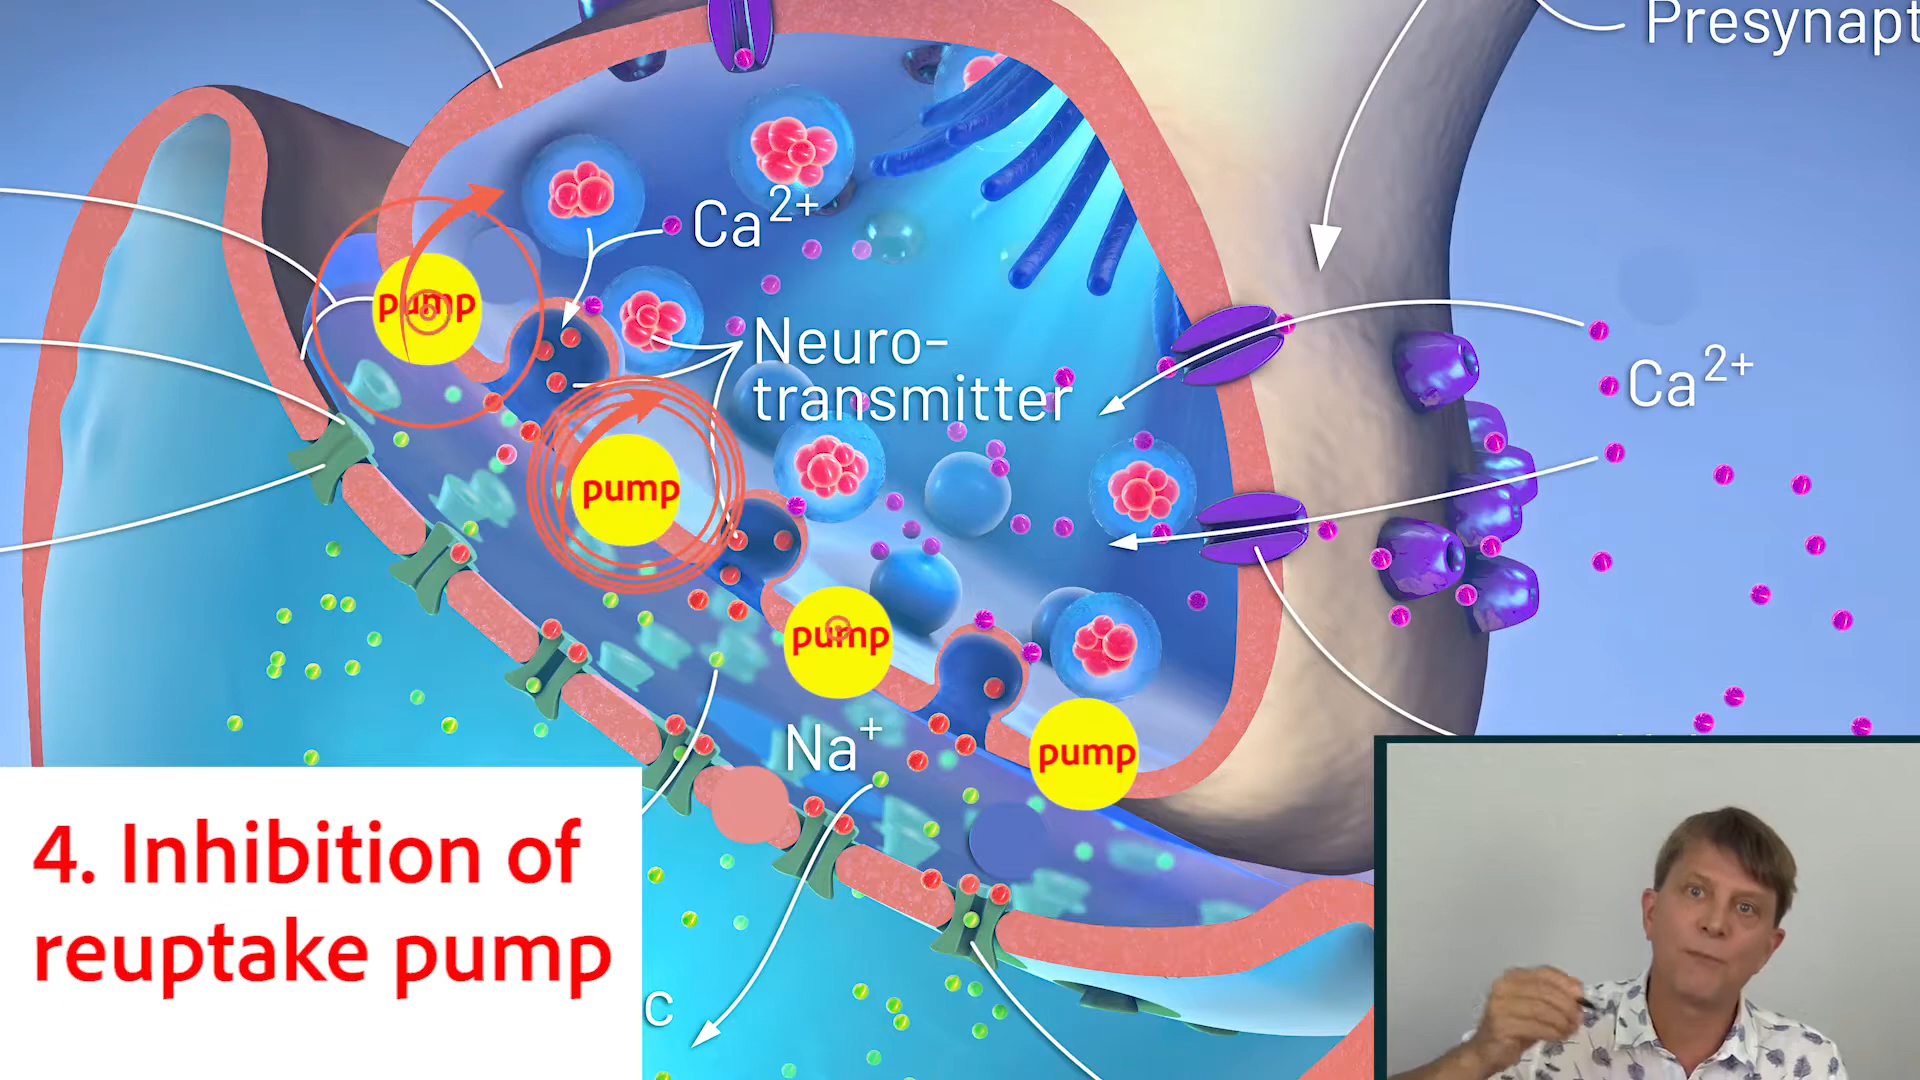 Presynapt
Ca2+
pump
Neuro-
transmitter
Ca2+
pump
pump
Na+
pump
4. Inhibition of
reuptake pump
c